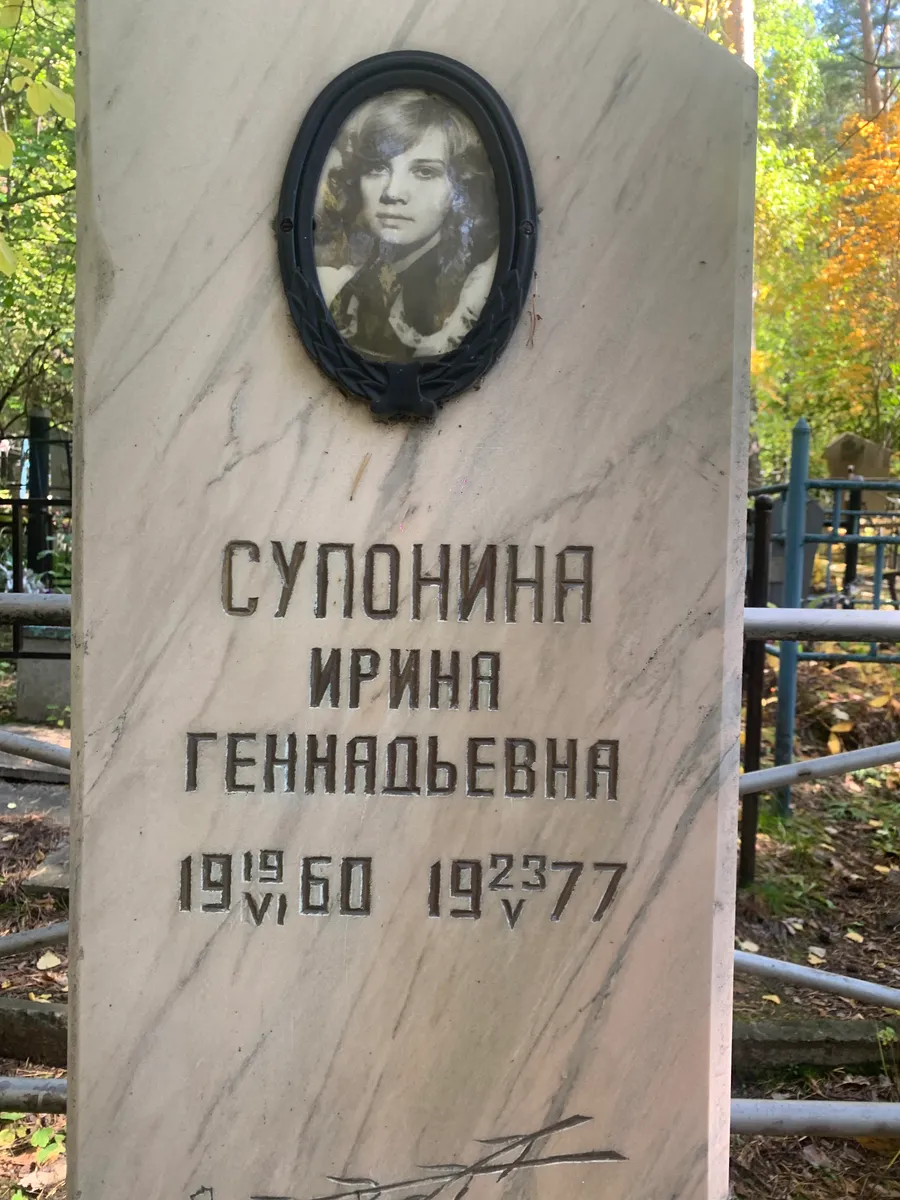 СУПОНИНА
ИРИНА
ГЕННАДЬЕВНА
19 19/VI 60 19 23/V 77